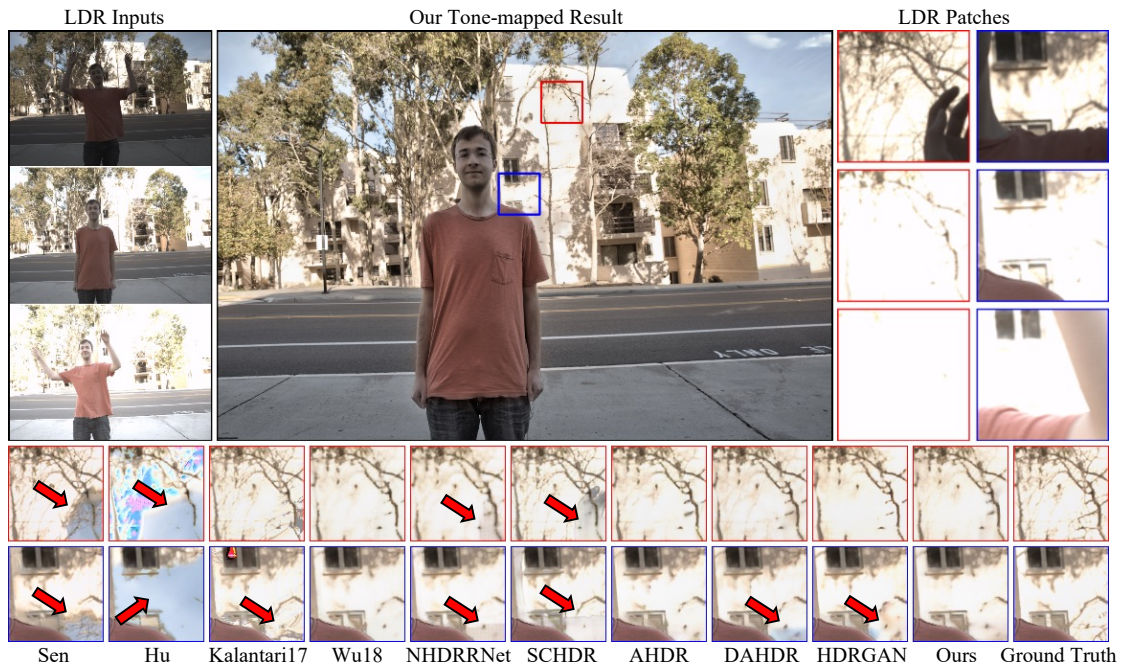 LDR Inputs
Our Tone-mapped Result
LDR Patches
ONLY
Sen
Hu
Kalantari17
Wu18
NHDRRNet
SCHDR
AHDR
DAHDR
HDRGAN
Ours
Ground Truth